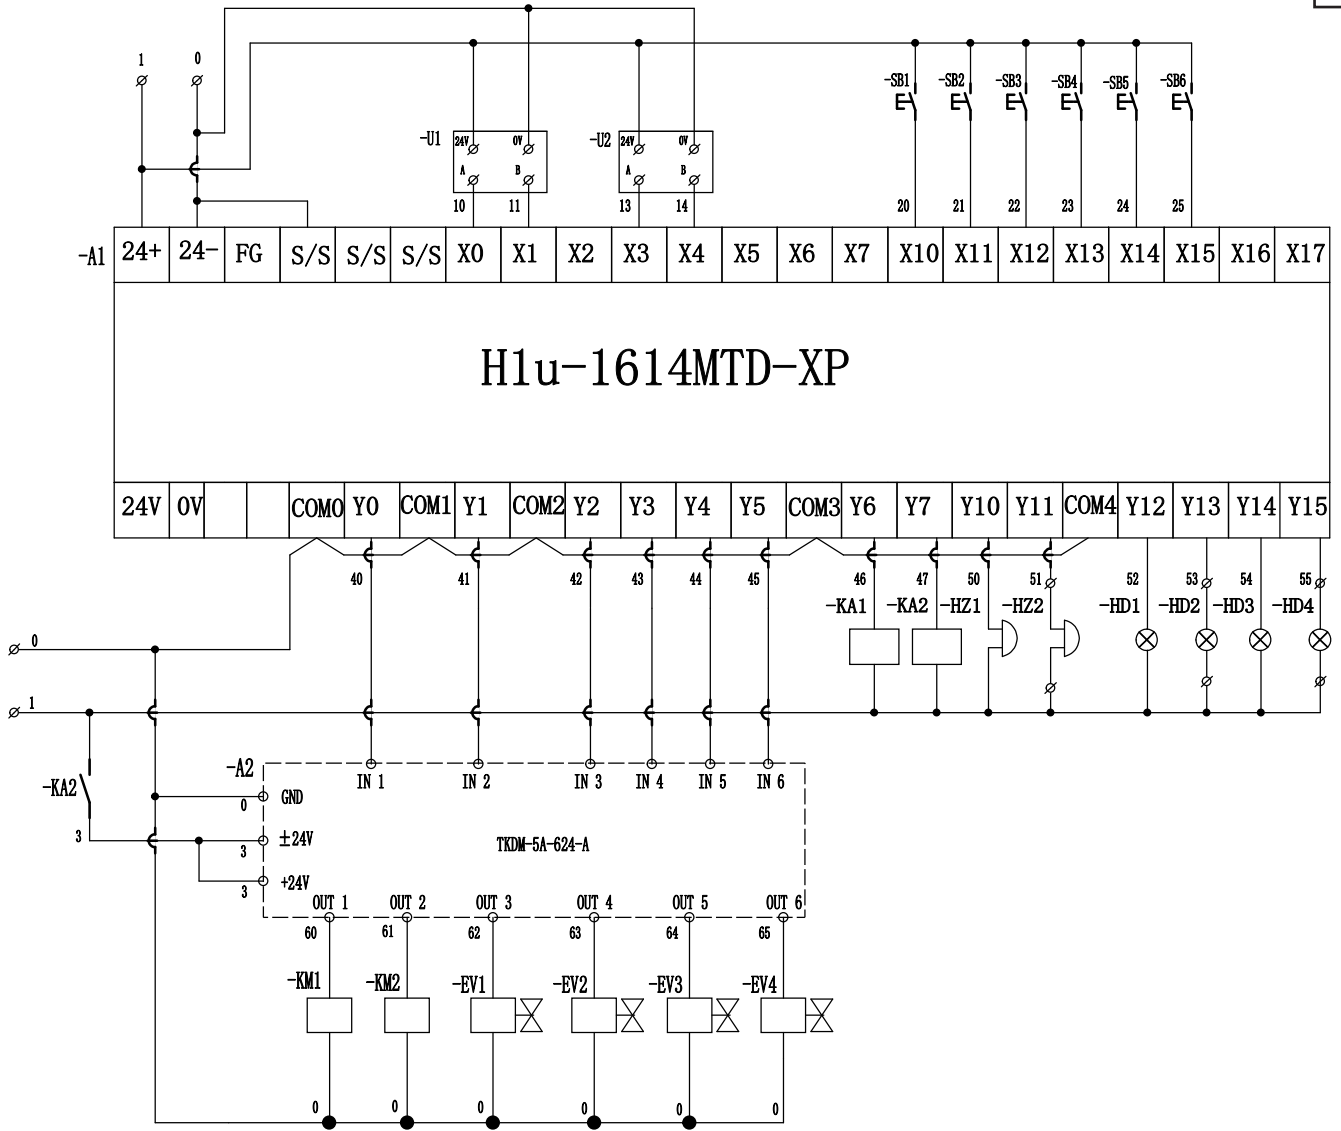 1 0
-SB1 -SB2 -SB3 -SB4 -SB5 -SB6
-U1 24V 0V -U2 24V 0V
A B A B
10 11 13 14 20 21 22 23 24 25
-A1 24+ 24- FG S/S S/S S/S X0 X1 X2 X3 X4 X5 X6 X7 X10 X11 X12 X13 X14 X15 X16 X17
H1u-1614MTD-XP
24V 0V COM0 Y0 COM1 Y1 COM2 Y2 Y3 Y4 Y5 COM3 Y6 Y7 Y10 Y11 COM4 Y12 Y13 Y14 Y15
40 41 42 43 44 45 46 47 50 51 52 53 54 55
-KA1 -KA2 -HZ1 -HZ2 -HD1 -HD2 -HD3 -HD4
0
1
-A2 IN 1 IN 2 IN 3 IN 4 IN 5 IN 6
-KA2
0 GND
3 3 ±24V
TKDM-5A-624-A
3 +24V
OUT 1 OUT 2 OUT 3 OUT 4 OUT 5 OUT 6
60 61 62 63 64 65
-KM1 -KM2 -EV1 -EV2 -EV3 -EV4
0 0 0 0 0 0